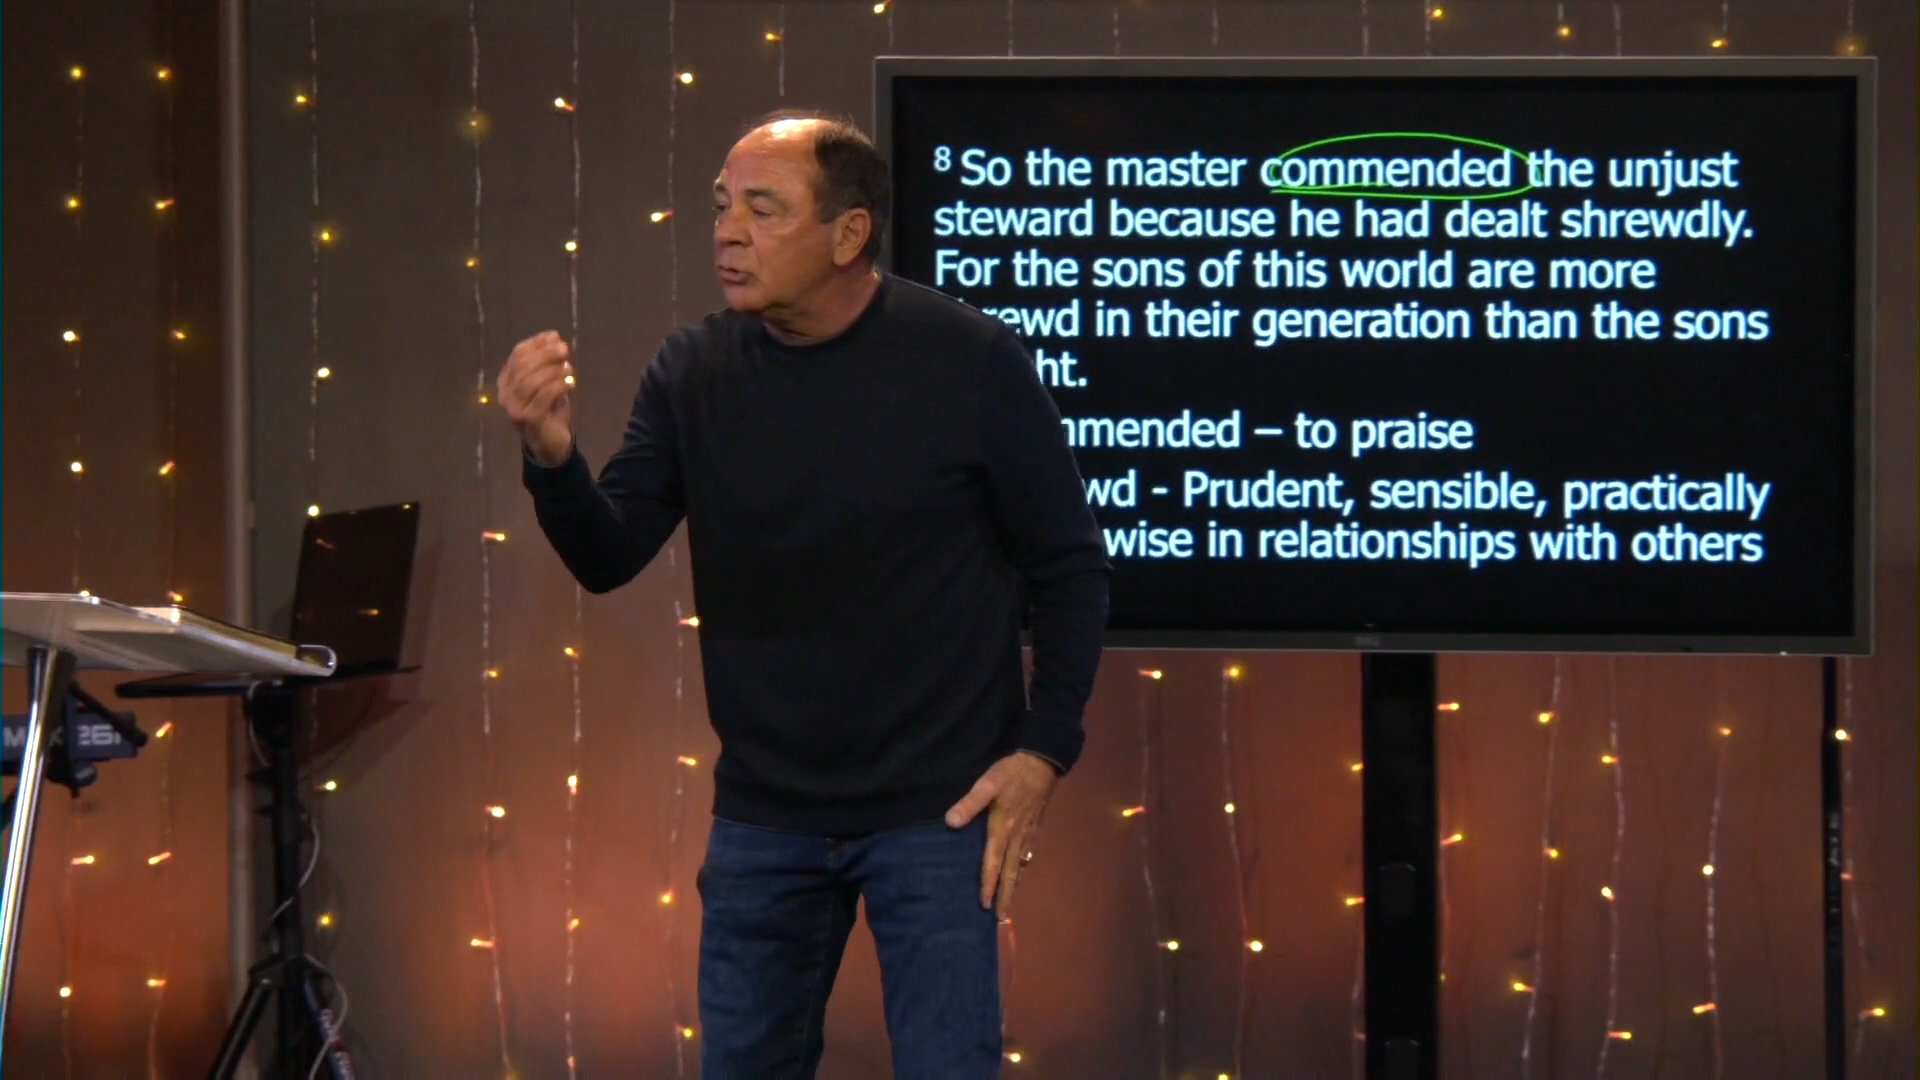 8 So the master commended the unjust
steward because he had dealt shrewdly.
For the sons of this world are more
rewd in their generation than the sons
ht.
mmended – to praise
wd - Prudent, sensible, practically
wise in relationships with others